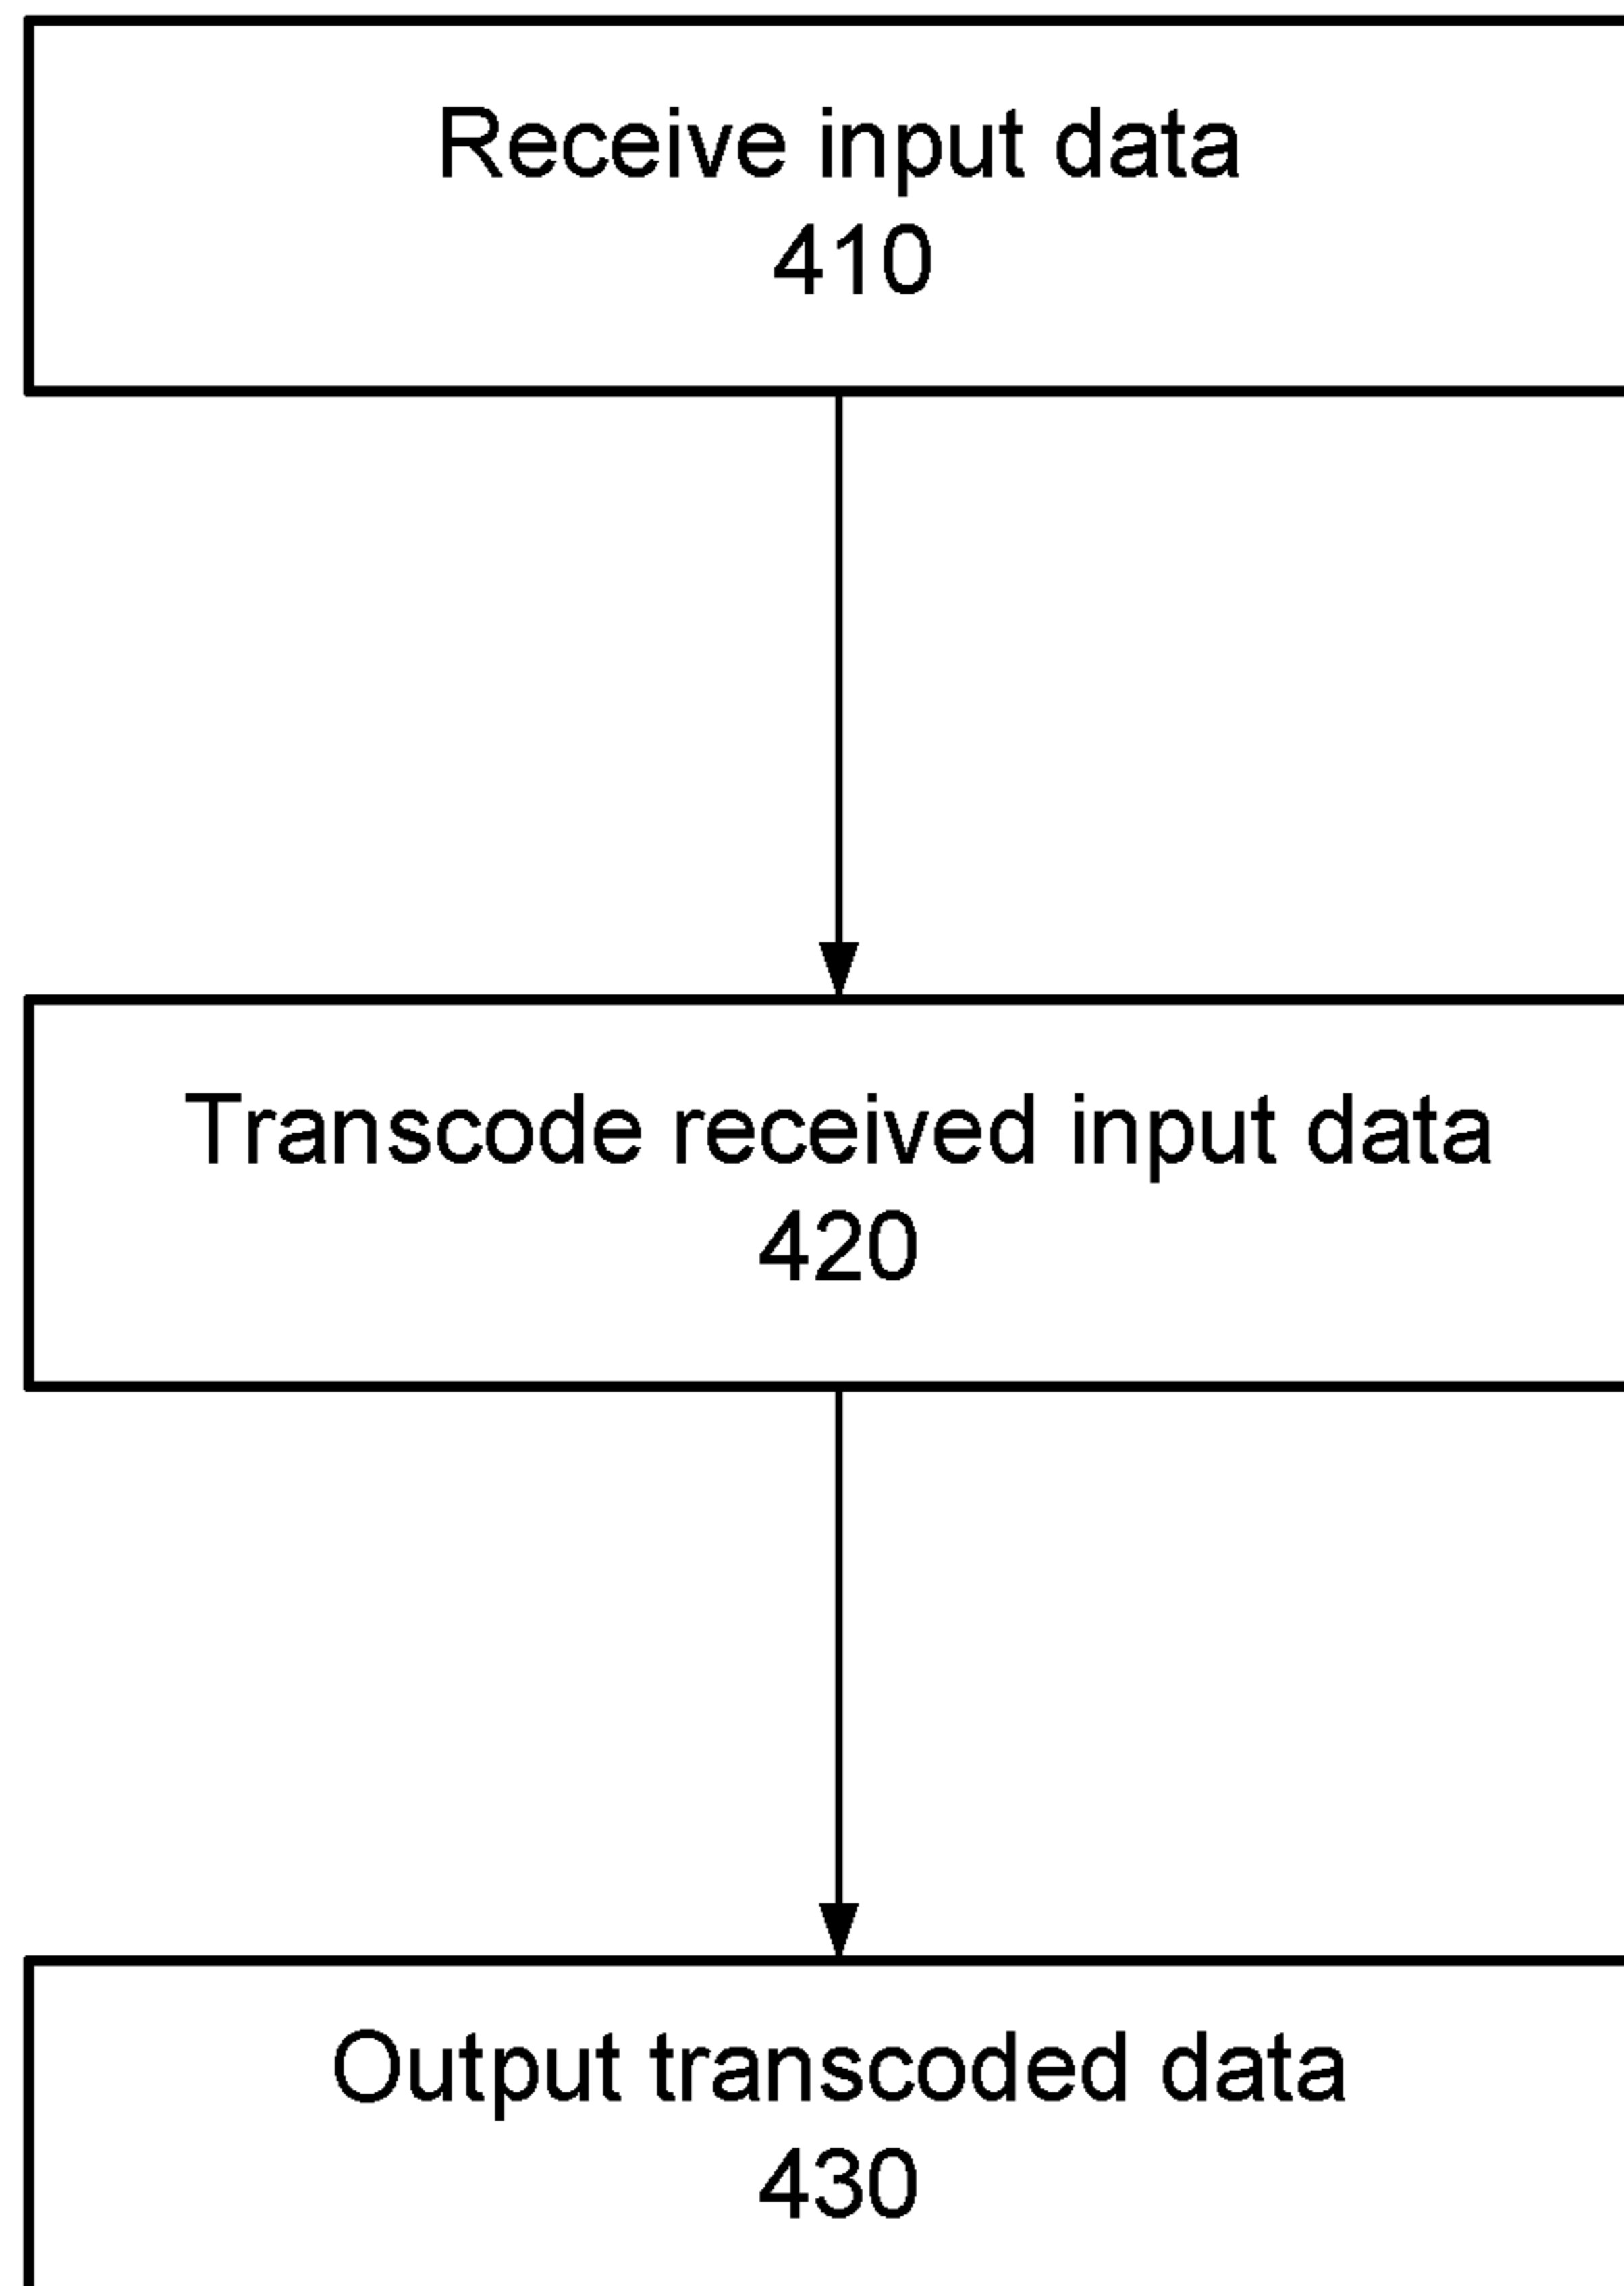 Receive input data
410
Transcode received input data
420
Output transcoded data
430